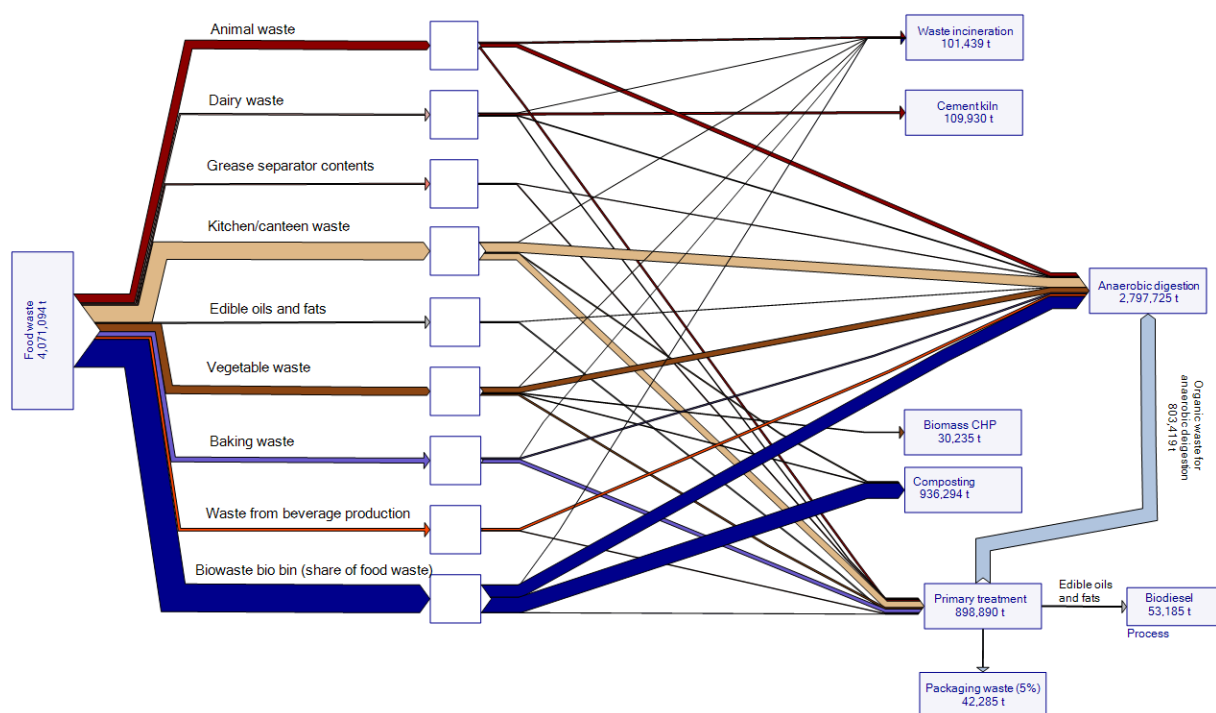 Animal waste
Waste incineration
101,439 t
Dairy waste
Cement kiln
109,930 t
Grease separator contents
Kitchen/canteen waste
Food waste
4,071,094 t
Anaerobic digestion
2,797,725 t
Edible oils and fats
Vegetable waste
Organic waste for
anaerobic deigestion
803,419 t
Biomass CHP
30,235 t
Baking waste
Composting
936,294 t
Waste from beverage production
Biowaste bio bin (share of food waste)
Primary treatment
898,890 t
Edible oils
and fats
Biodiesel
53,185 t
Process
Packaging waste (5%)
42,285 t